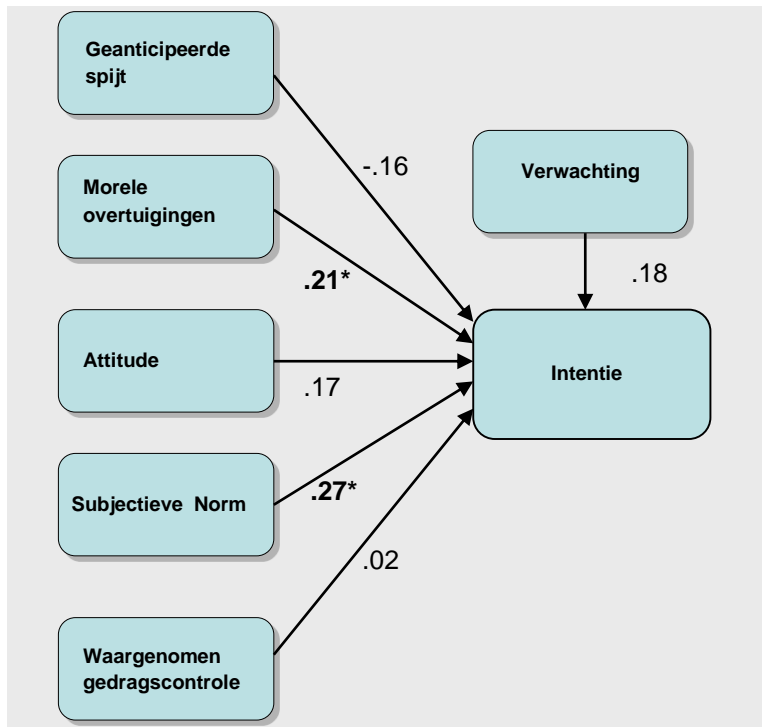 Geanticipeerde
spijt
-.16
Verwachting
Morele
overtuigingen
.21*
.18
Attitude
.17
Intentie
Subjectieve Norm
.27*
.02
Waargenomen
gedragscontrole